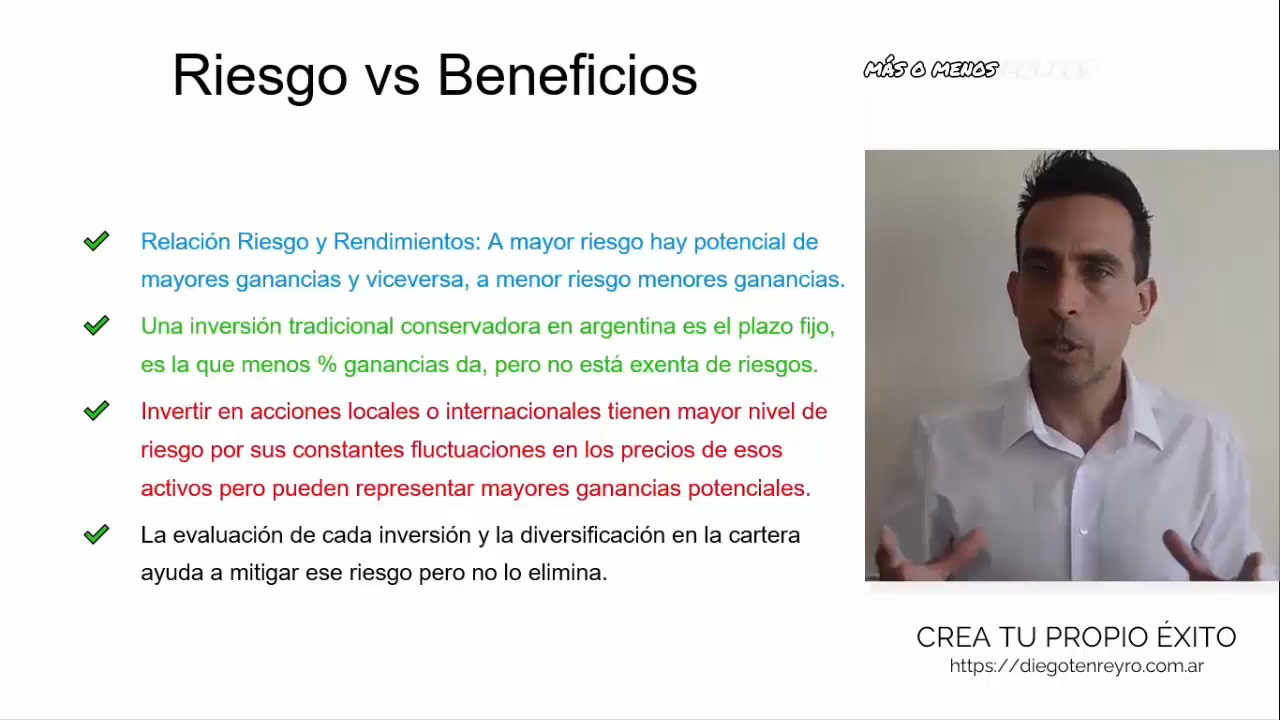 Riesgo vs Beneficios
MÁS O MENOS
Relación Riesgo y Rendimientos: A mayor riesgo hay potencial de
mayores ganancias y viceversa, a menor riesgo menores ganancias.
Una inversión tradicional conservadora en argentina es el plazo fijo,
es la que menos % ganancias da, pero no está exenta de riesgos.
Invertir en acciones locales o internacionales tienen mayor nivel de
riesgo por sus constantes fluctuaciones en los precios de esos
activos pero pueden representar mayores ganancias potenciales.
La evaluación de cada inversión y la diversificación en la cartera
ayuda a mitigar ese riesgo pero no lo elimina.
CREA TU PROPIO ÉXITO
https://diegotenreyro.com.ar